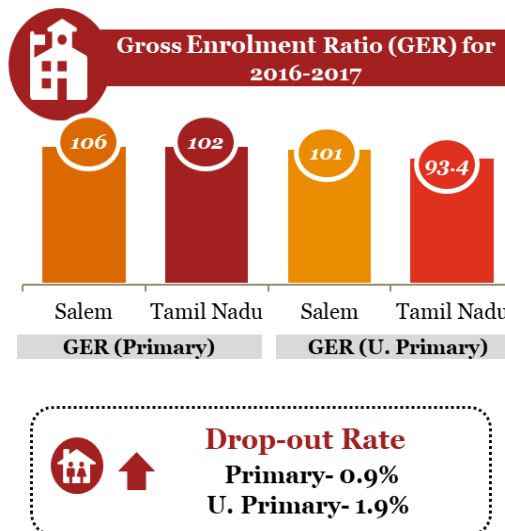 Gross Enrolment Ratio (GER) for
2016-2017
106
102
101
93.4
Salem
Tamil Nadu
Salem
Tamil Nadu
GER (Primary)
GER (U. Primary)
Drop-out Rate
Primary- 0.9%
U. Primary- 1.9%